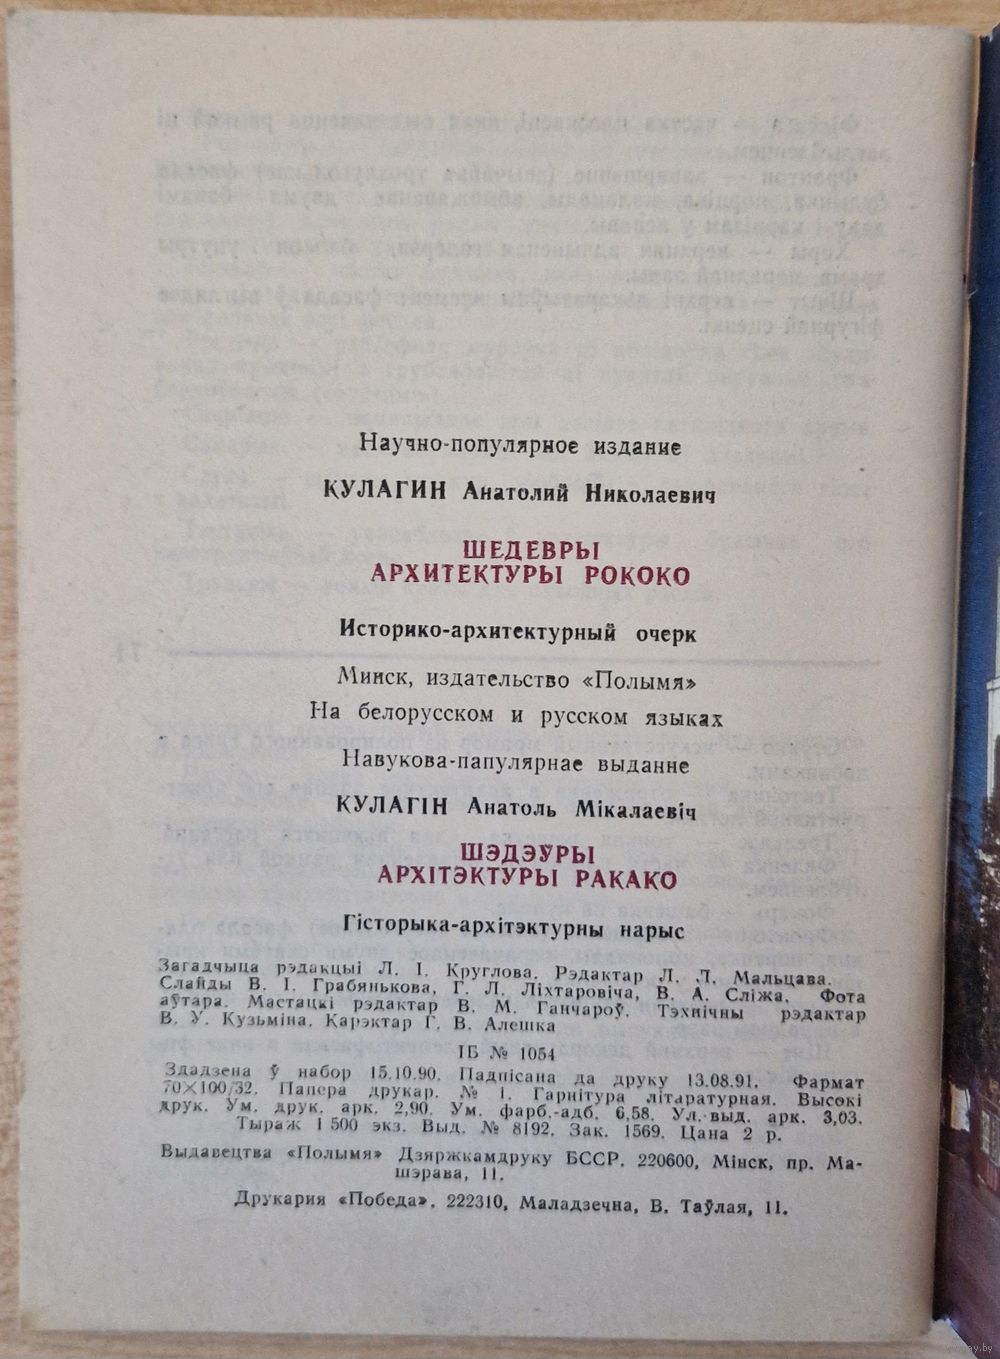 Научно-популярное издание
КУЛАГИН Анатолий Николаевич
ШЕДЕВРЫ
АРХИТЕКТУРЫ РОКОКО
Историко-архитектурный очерк
Минск, издательство «Полымя»
На белорусском и русском языках
Навукова-папулярнае выданне
КУЛАГІН Анатоль Мікалаевіч
ШЭДЭЎРЫ
АРХІТЭКТУРЫ РАКАКО
Гісторыка-архітэктурны нарыс
Загадчыца рэдакцыі Л. І. Круглова. Рэдактар Л. Л. Мальцава.
Слайды В. І. Грабянькова, Г. Л. Ліхтаровіча, В. А. Сліжа. Фота
аўтара. Мастацкі рэдактар В. М. Ганчароў. Тэхнічны рэдактар
В. У. Кузьміна. Карэктар Г. В. Алешка
ІБ № 1054
Здадзена ў набор 15.10.90. Падпісана да друку 13.08.91. Фармат
70×100/32. Папера друкар. № 1. Гарнітура літаратурная. Высокі
друк. Ум. друк. арк. 2,90. Ум. фарб.-адб. 6,58. Ул.-выд. арк. 3,03.
Тыраж 1 500 экз. Выд. № 8192. Зак. 1569. Цана 2 р.
Выдавецтва «Полымя» Дзяржкамдруку БССР. 220600, Мінск, пр. Ма-
шэрава, 11.
Друкария «Победа». 222310, Маладзечна, В. Таўлая, 11.